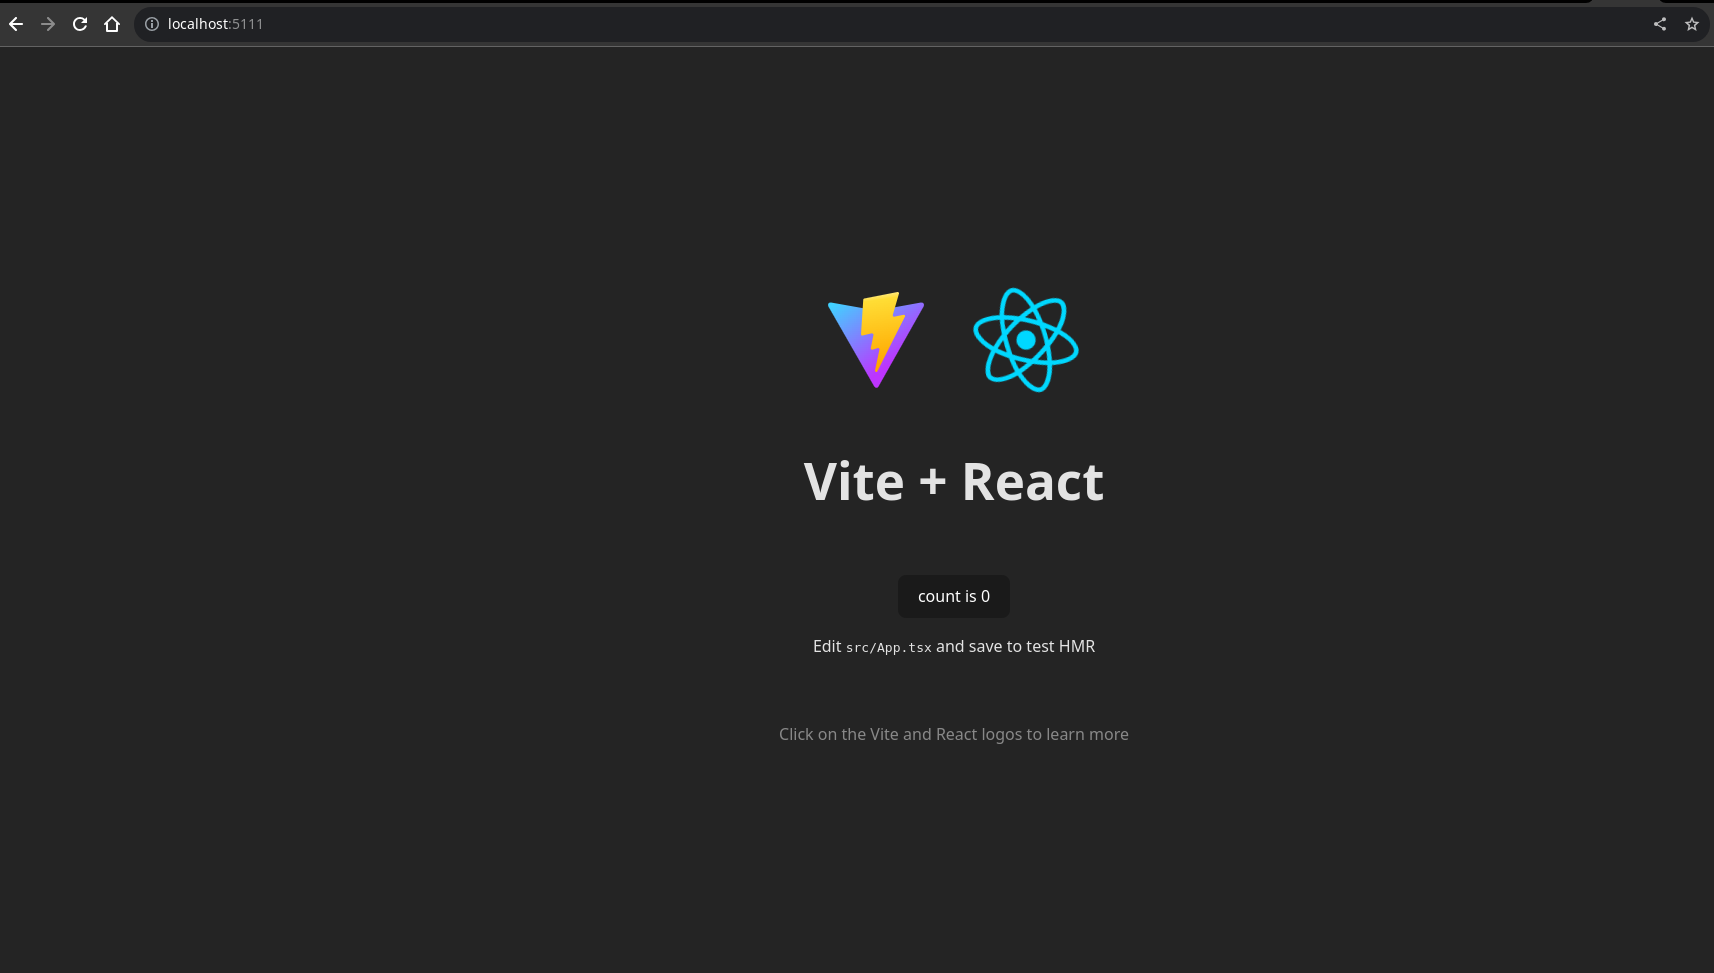 localhost:5111
Vite + React
count is 0
Edit src/App.tsx and save to test HMR
Click on the Vite and React logos to learn more